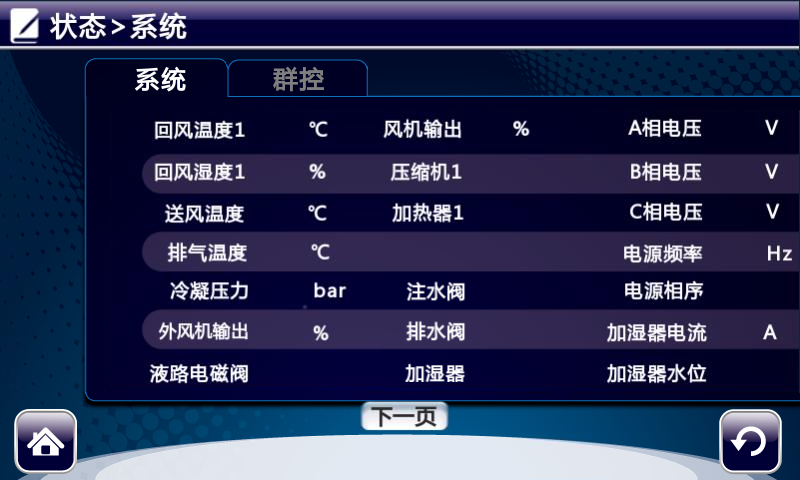 状态>系统
系统 群控
回风温度1 ℃ 风机输出 % A相电压 V
回风湿度1 % 压缩机1 B相电压 V
送风温度 ℃ 加热器1 C相电压 V
排气温度 ℃ 电源频率 Hz
冷凝压力 bar 注水阀 电源相序
外风机输出 % 排水阀 加湿器电流 A
液路电磁阀 加湿器 加湿器水位
下一页